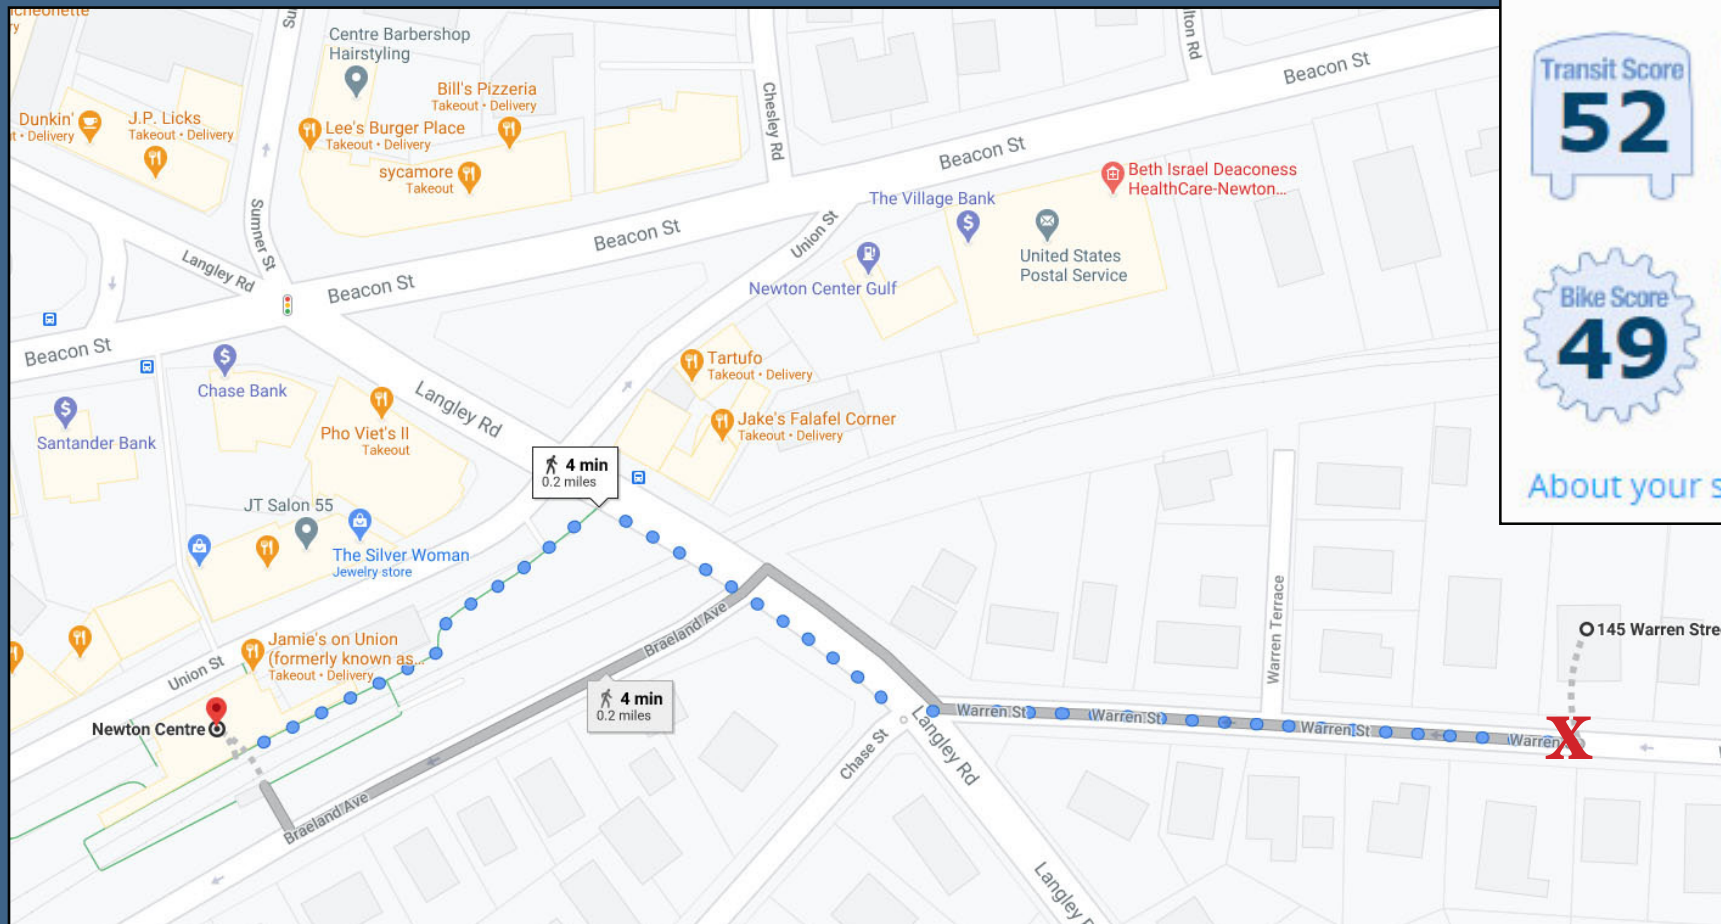 Centre Barbershop
Hairstyling
Bill's Pizzeria
Takeout • Delivery
Dunkin'
Delivery
J.P. Licks
Takeout • Delivery
Lee's Burger Place
Takeout • Delivery
sycamore
Takeout
Chesley Rd
Beacon St
Beacon St
Beacon St
Beacon St
Beacon St
Sumner St
Langley Rd
Union St
The Village Bank
Beth Israel Deaconess
HealthCare-Newton...
United States
Postal Service
Newton Center Gulf
Chase Bank
Santander Bank
Langley Rd
Pho Viet's II
Takeout
Tartufo
Takeout • Delivery
Jake's Falafel Corner
Takeout • Delivery
4 min
0.2 miles
JT Salon 55
The Silver Woman
Jewelry store
Jamie's on Union
(formerly known as...
Takeout • Delivery
Union St
Newton Centre
Braeland Ave
Braeland Ave
4 min
0.2 miles
Warren St
Warren St
Warren St
Warren
X
Warren Terrace
145 Warren Stre
Chase St
Langley Rd
Langley
Transit Score
52
Bike Score
49
About your s